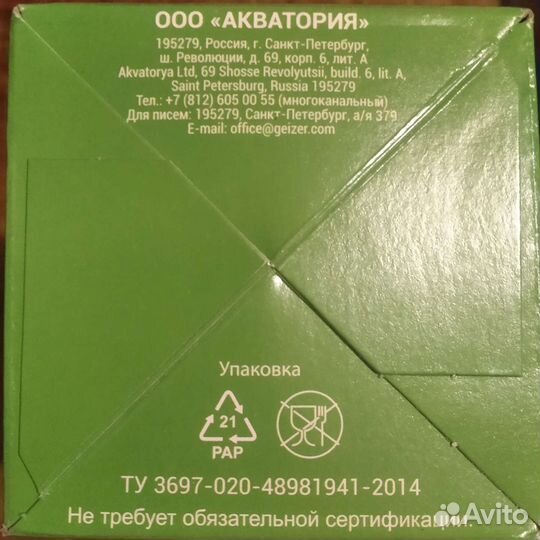 ООО «АКВАТОРИЯ»
195279, Россия, г. Санкт-Петербург,
ш. Революции, д. 69, корп. 6, лит. А
Akvatorya Ltd, 69 Shosse Revolyutsii, build. 6, lit. A,
Saint Petersburg, Russia 195279
Тел.: +7 (812) 605 00 55 (многоканальный)
Для писем: 195279, Санкт-Петербург, а/я 379
E-mail: office@geizer.com
Упаковка
21
PAP
ТУ 3697-020-48981941-2014
Не требует обязательной сертификации.
Avito